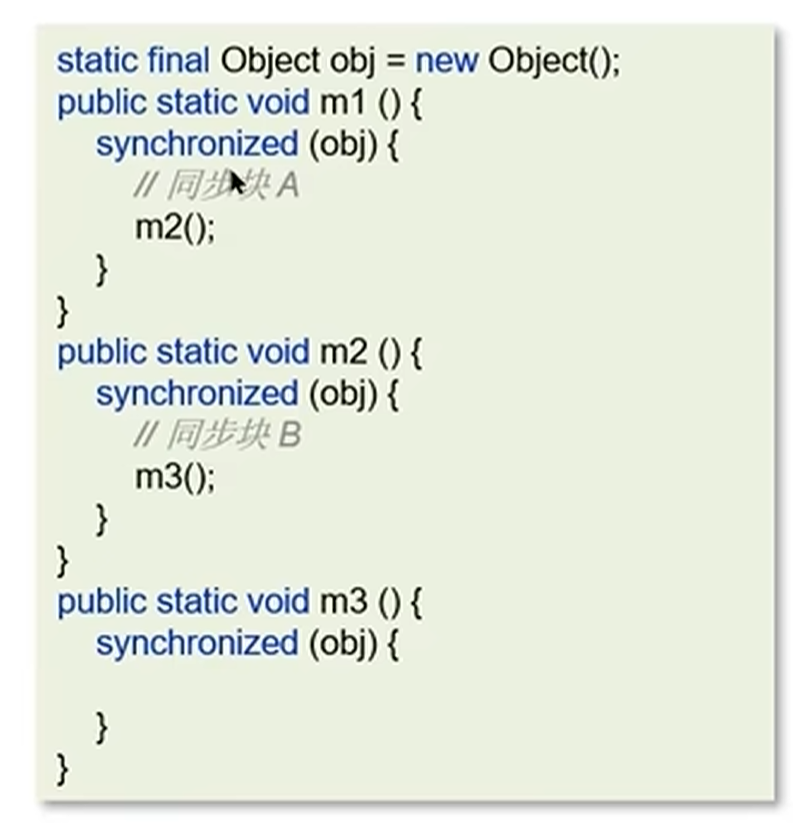 static final Object obj = new Object();
public static void m1 () {
synchronized (obj) {
// 同步块 A
m2();
}
}
public static void m2 () {
synchronized (obj) {
// 同步块 B
m3();
}
}
public static void m3 () {
synchronized (obj) {
}
}